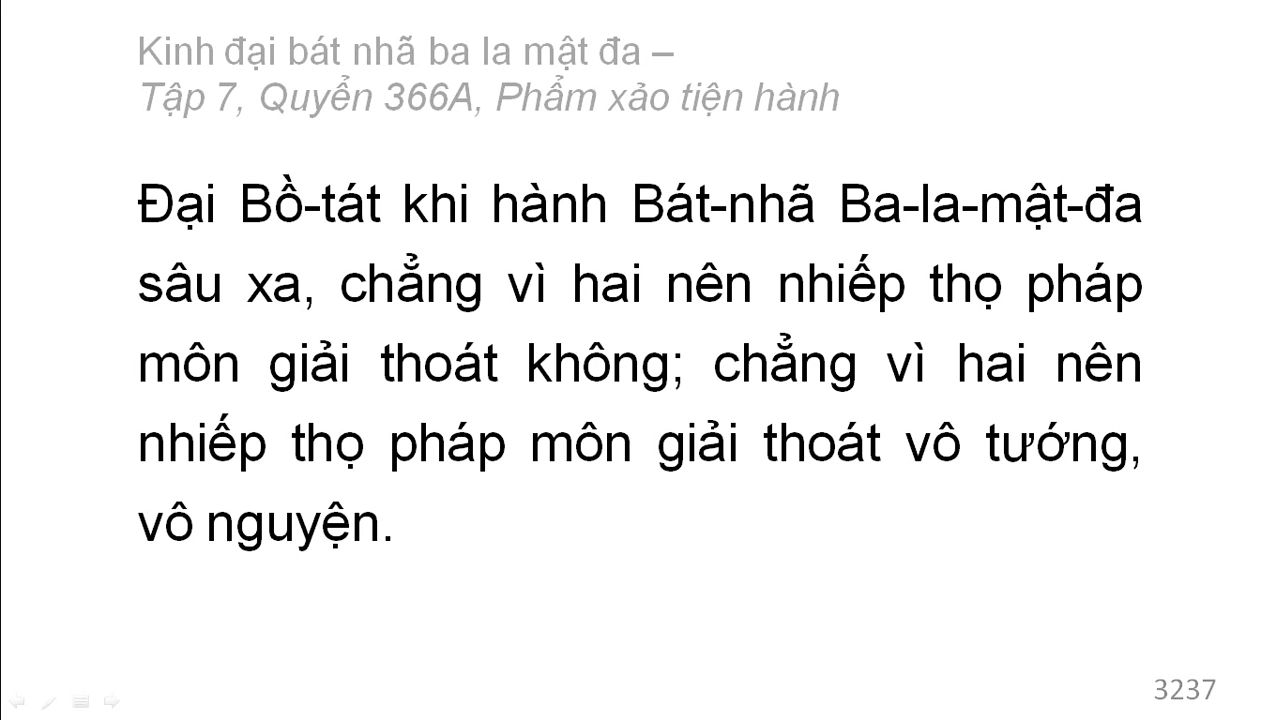 Kinh đại bát nhã ba la mật đa –
Tập 7, Quyển 366A, Phẩm xảo tiện hành
Đại Bồ-tát khi hành Bát-nhã Ba-la-mật-đa
sâu xa, chẳng vì hai nên nhiếp thọ pháp
môn giải thoát không; chẳng vì hai nên
nhiếp thọ pháp môn giải thoát vô tướng,
vô nguyện.
3237